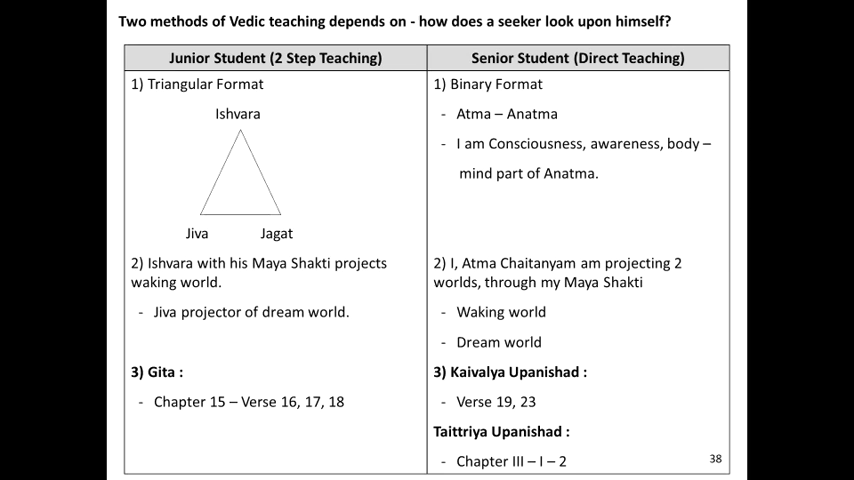 Two methods of Vedic teaching depends on - how does a seeker look upon himself?
Junior Student (2 Step Teaching)
1) Triangular Format
Ishvara
Jiva
Jagat
2) Ishvara with his Maya Shakti projects
waking world.
- Jiva projector of dream world.
3) Gita :
- Chapter 15 – Verse 16, 17, 18
Senior Student (Direct Teaching)
1) Binary Format
- Atma – Anatma
- I am Consciousness, awareness, body –
mind part of Anatma.
2) I, Atma Chaitanyam am projecting 2
worlds, through my Maya Shakti
- Waking world
- Dream world
3) Kaivalya Upanishad :
- Verse 19, 23
Taittriya Upanishad :
- Chapter III – I – 2
38